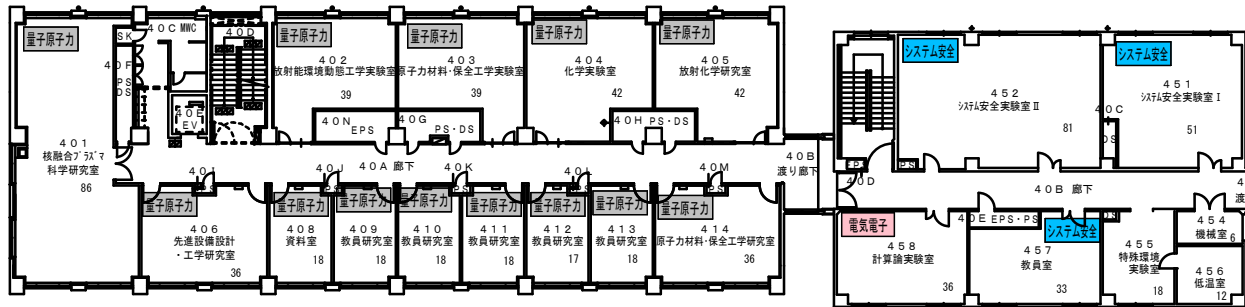 量子原子力
SK
40C MWC
40D
40F
PS
DS
40E
EV
401
核融合プラズマ
科学研究室
86
量子原子力
402
放射能環境動態工学実験室
39
量子原子力
403
原子力材料・保全工学実験室
39
量子原子力
404
化学実験室
42
量子原子力
405
放射化学研究室
42
40N
EPS
40G
PS・DS
40H PS・DS
40I
PS
40J
PS
40A 廊下
40K
PS
40L
PS
40M
PS
40B
渡り廊下
量子原子力
406
先進設備設計
・工学研究室
36
量子原子力
408
資料室
18
量子原子力
409
教員研究室
18
量子原子力
410
教員研究室
18
量子原子力
411
教員研究室
18
量子原子力
412
教員研究室
17
量子原子力
413
教員研究室
18
量子原子力
414
原子力材料・保全工学研究室
36
システム安全
452
システム安全実験室Ⅱ
81
システム安全
451
システム安全実験室Ⅰ
51
40C
DS
EPS
PS
40D
40B 廊下
4
渡
電気電子
458
計算論実験室
36
40E EPS・PS
システム安全
457
教員室
33
DS
455
特殊環境
実験室
18
454
機械室
6
456
低温室
12